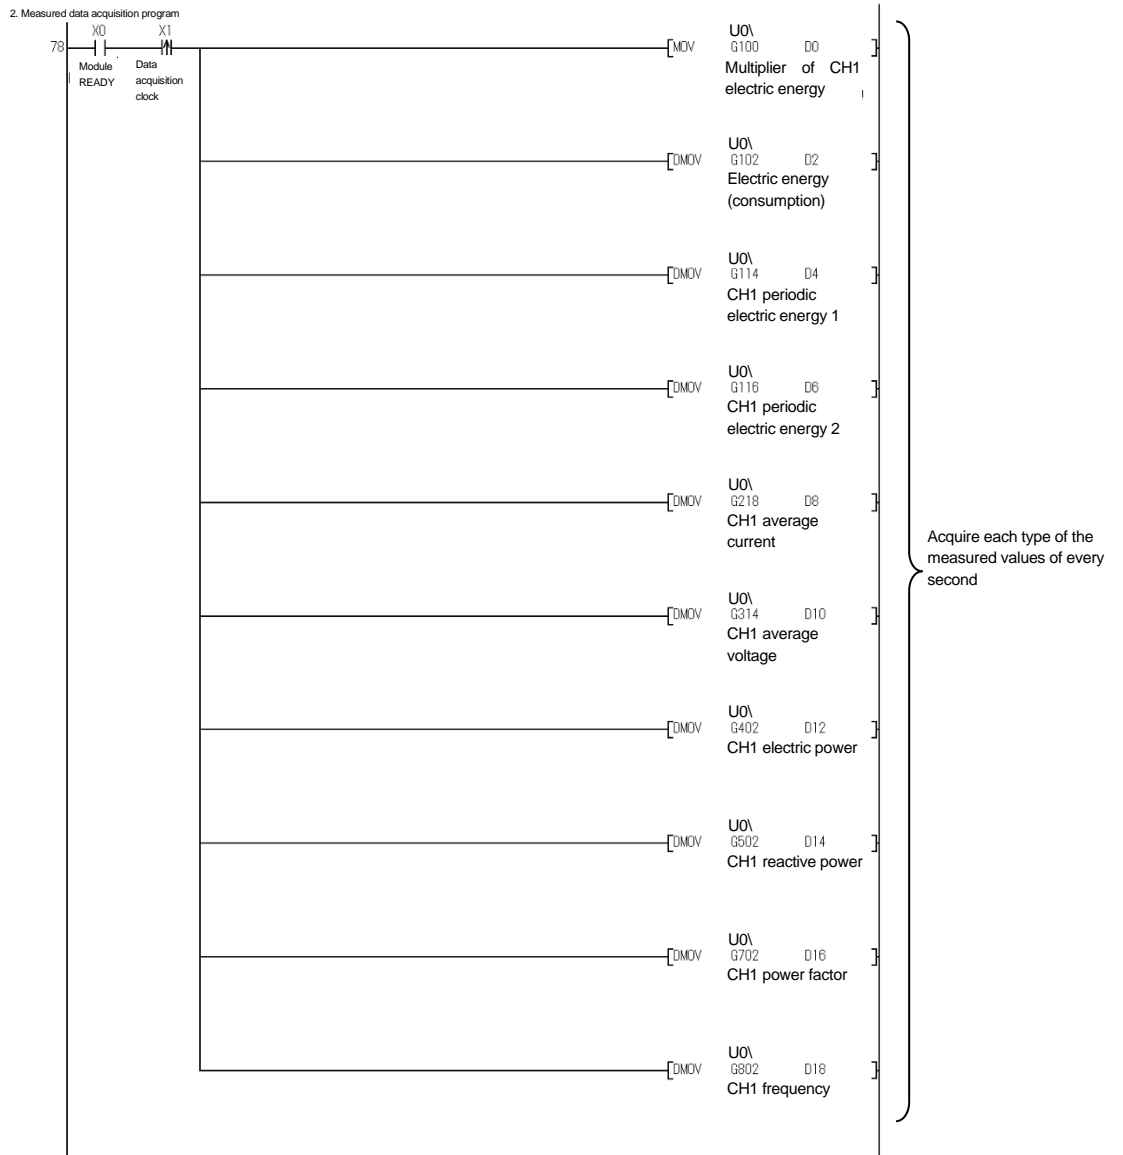 2. Measured data acquisition program
X0 X1
78
Module READY
Data acquisition clock
[MOV U0\ G100 D0 ]
Multiplier of CH1
electric energy
[DMOV U0\ G102 D2 ]
Electric energy
(consumption)
[DMOV U0\ G114 D4 ]
CH1 periodic
electric energy 1
[DMOV U0\ G116 D6 ]
CH1 periodic
electric energy 2
[DMOV U0\ G218 D8 ]
CH1 average
current
[DMOV U0\ G314 D10 ]
CH1 average
voltage
[DMOV U0\ G402 D12 ]
CH1 electric power
[DMOV U0\ G502 D14 ]
CH1 reactive power
[DMOV U0\ G702 D16 ]
CH1 power factor
[DMOV U0\ G802 D18 ]
CH1 frequency
Acquire each type of the
measured values of every
second